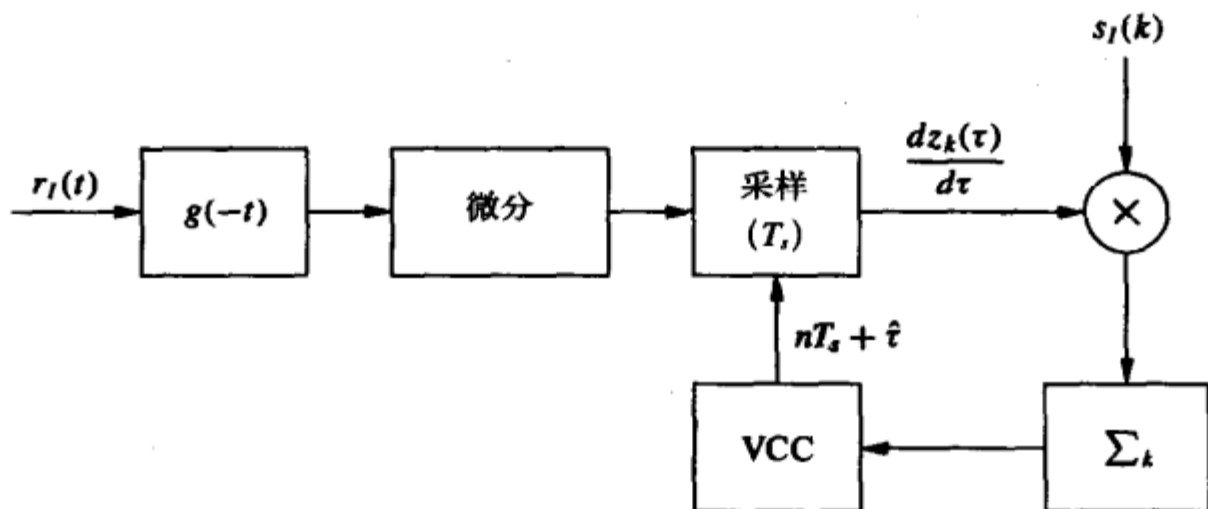 s_I(k)
r_I(t)
g(-t)
微分
采样
(T_s)
dz_k(τ)
dτ
×
nT_s + τ̂
VCC
Σ_k